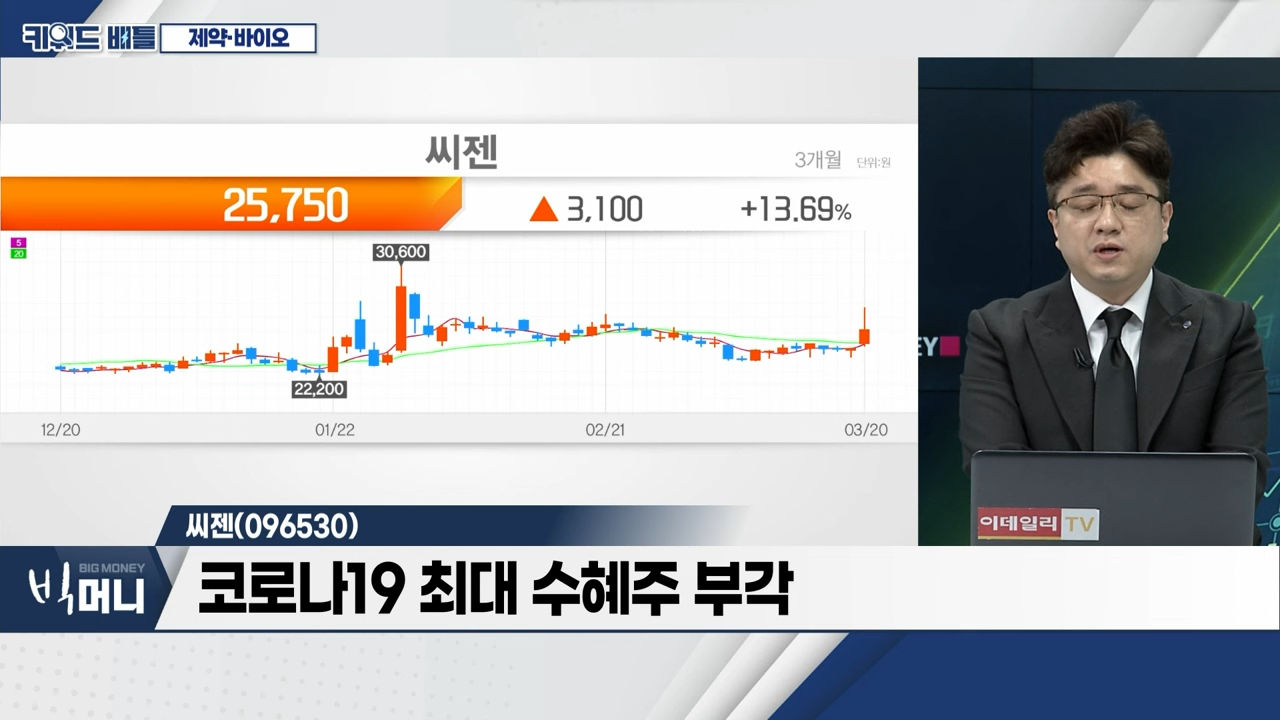 키워드 배틀 제약·바이오
씨젠
3개월 단위:원
25,750 ▲ 3,100 +13.69%
5
20
30,600
22,200
12/20 01/22 02/21 03/20
EY
이데일리TV
씨젠(096530)
BIG MONEY
빅머니
코로나19 최대 수혜주 부각